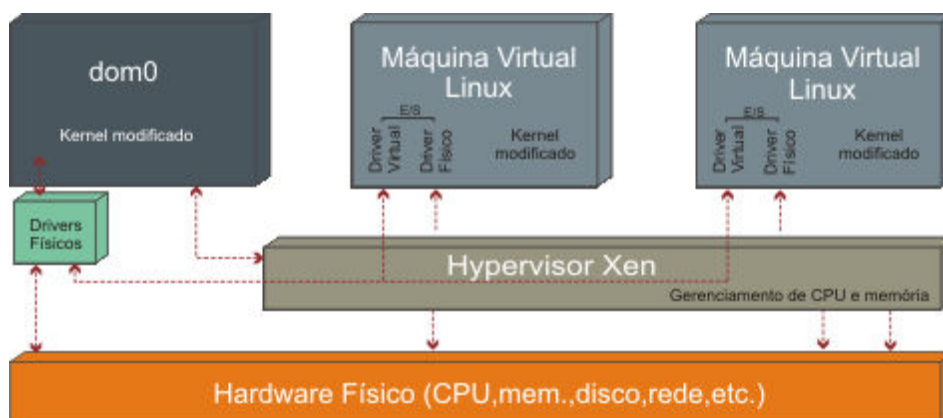 dom0
Kernel modificado
Drivers
Físicos
Máquina Virtual
Linux
E/S
Driver
Virtual
Driver
Físico
Kernel
modificado
Máquina Virtual
Linux
E/S
Driver
Virtual
Driver
Físico
Kernel
modificado
Hypervisor Xen
Gerenciamento de CPU e memória
Hardware Físico (CPU,mem.,disco,rede,etc.)